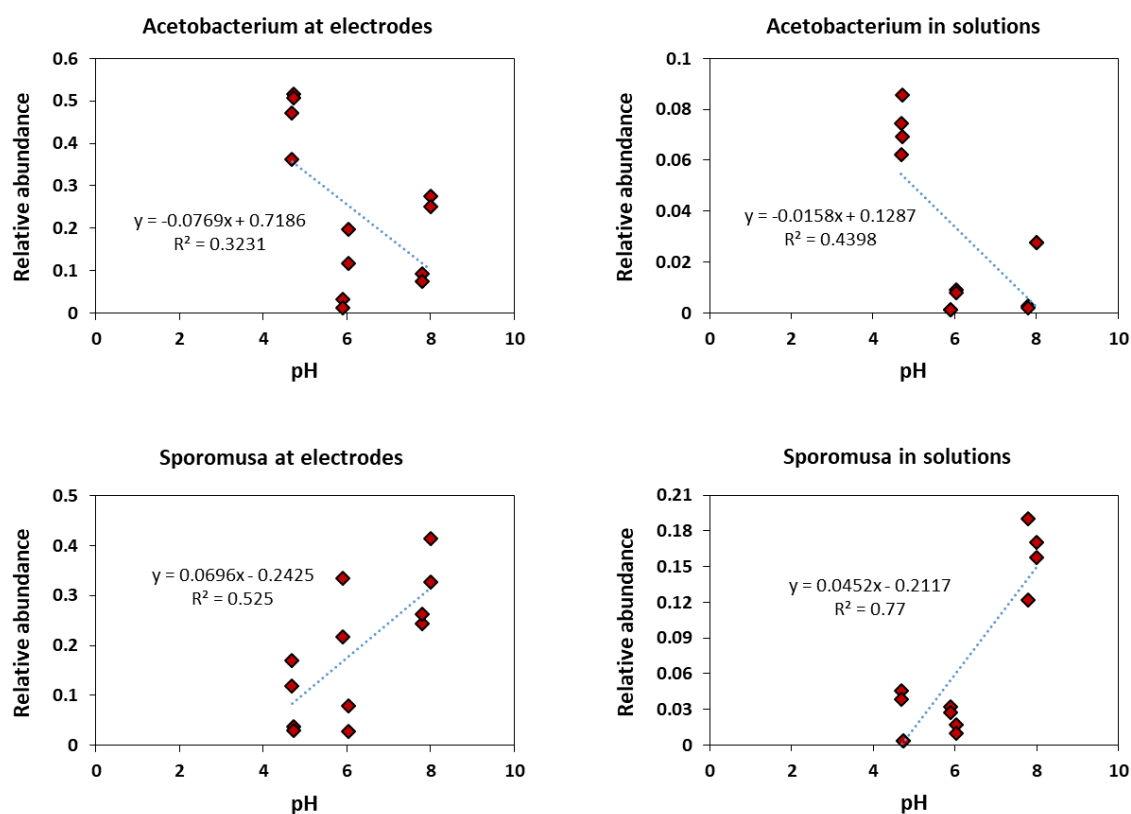 Acetobacterium at electrodes
0.6
0.5
0.4
0.3
0.2
0.1
0
Relative abundance
y = -0.0769x + 0.7186
R² = 0.3231
0 2 4 6 8 10
pH
Acetobacterium in solutions
0.1
0.08
0.06
0.04
0.02
0
Relative abundance
y = -0.0158x + 0.1287
R² = 0.4398
0 2 4 6 8 10
pH
Sporomusa at electrodes
0.5
0.4
0.3
0.2
0.1
0
Relative abundance
y = 0.0696x - 0.2425
R² = 0.525
0 2 4 6 8 10
pH
Sporomusa in solutions
0.21
0.18
0.15
0.12
0.09
0.06
0.03
0
Relative abundance
y = 0.0452x - 0.2117
R² = 0.77
0 2 4 6 8 10
pH